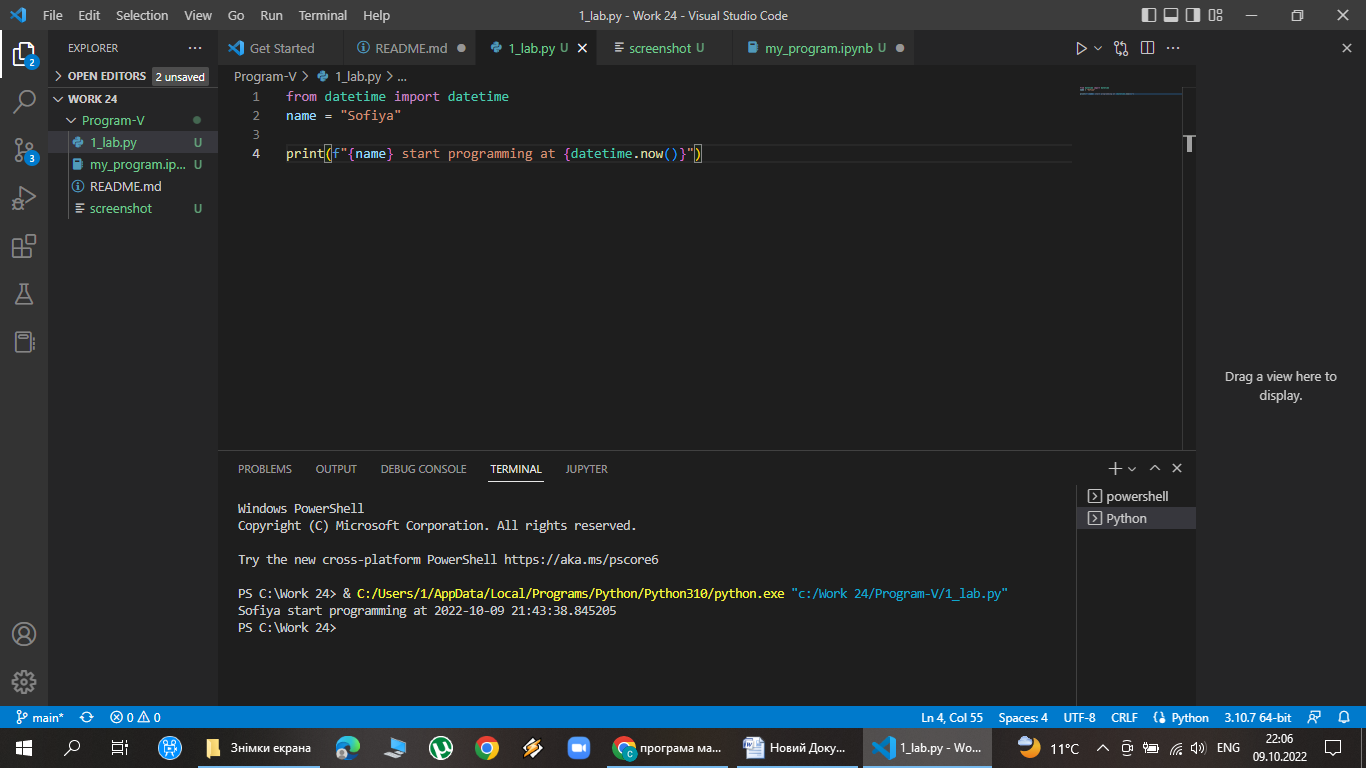 File Edit Selection View Go Run Terminal Help 1_lab.py - Work 24 - Visual Studio Code
EXPLORER
OPEN EDITORS 2 unsaved
WORK 24
Program-V
1_lab.py U
my_program.ip... U
README.md
screenshot U
2
3
Get Started README.md 1_lab.py U screenshot U my_program.ipynb U
Program-V > 1_lab.py > ...
1 from datetime import datetime
2 name = "Sofiya"
3
4 print(f"{name} start programming at {datetime.now()}")
Drag a view here to
display.
PROBLEMS OUTPUT DEBUG CONSOLE TERMINAL JUPYTER
powershell
Python
Windows PowerShell
Copyright (C) Microsoft Corporation. All rights reserved.
Try the new cross-platform PowerShell https://aka.ms/pscore6
PS C:\Work 24> & C:/Users/1/AppData/Local/Programs/Python/Python310/python.exe "c:/Work 24/Program-V/1_lab.py"
Sofiya start programming at 2022-10-09 21:43:38.845205
PS C:\Work 24>
main* 0 0 Ln 4, Col 55 Spaces: 4 UTF-8 CRLF Python 3.10.7 64-bit
Знімки екрана програма ма... Новий Доку... 1_lab.py - Wo... 11°C ENG 22:06
09.10.2022